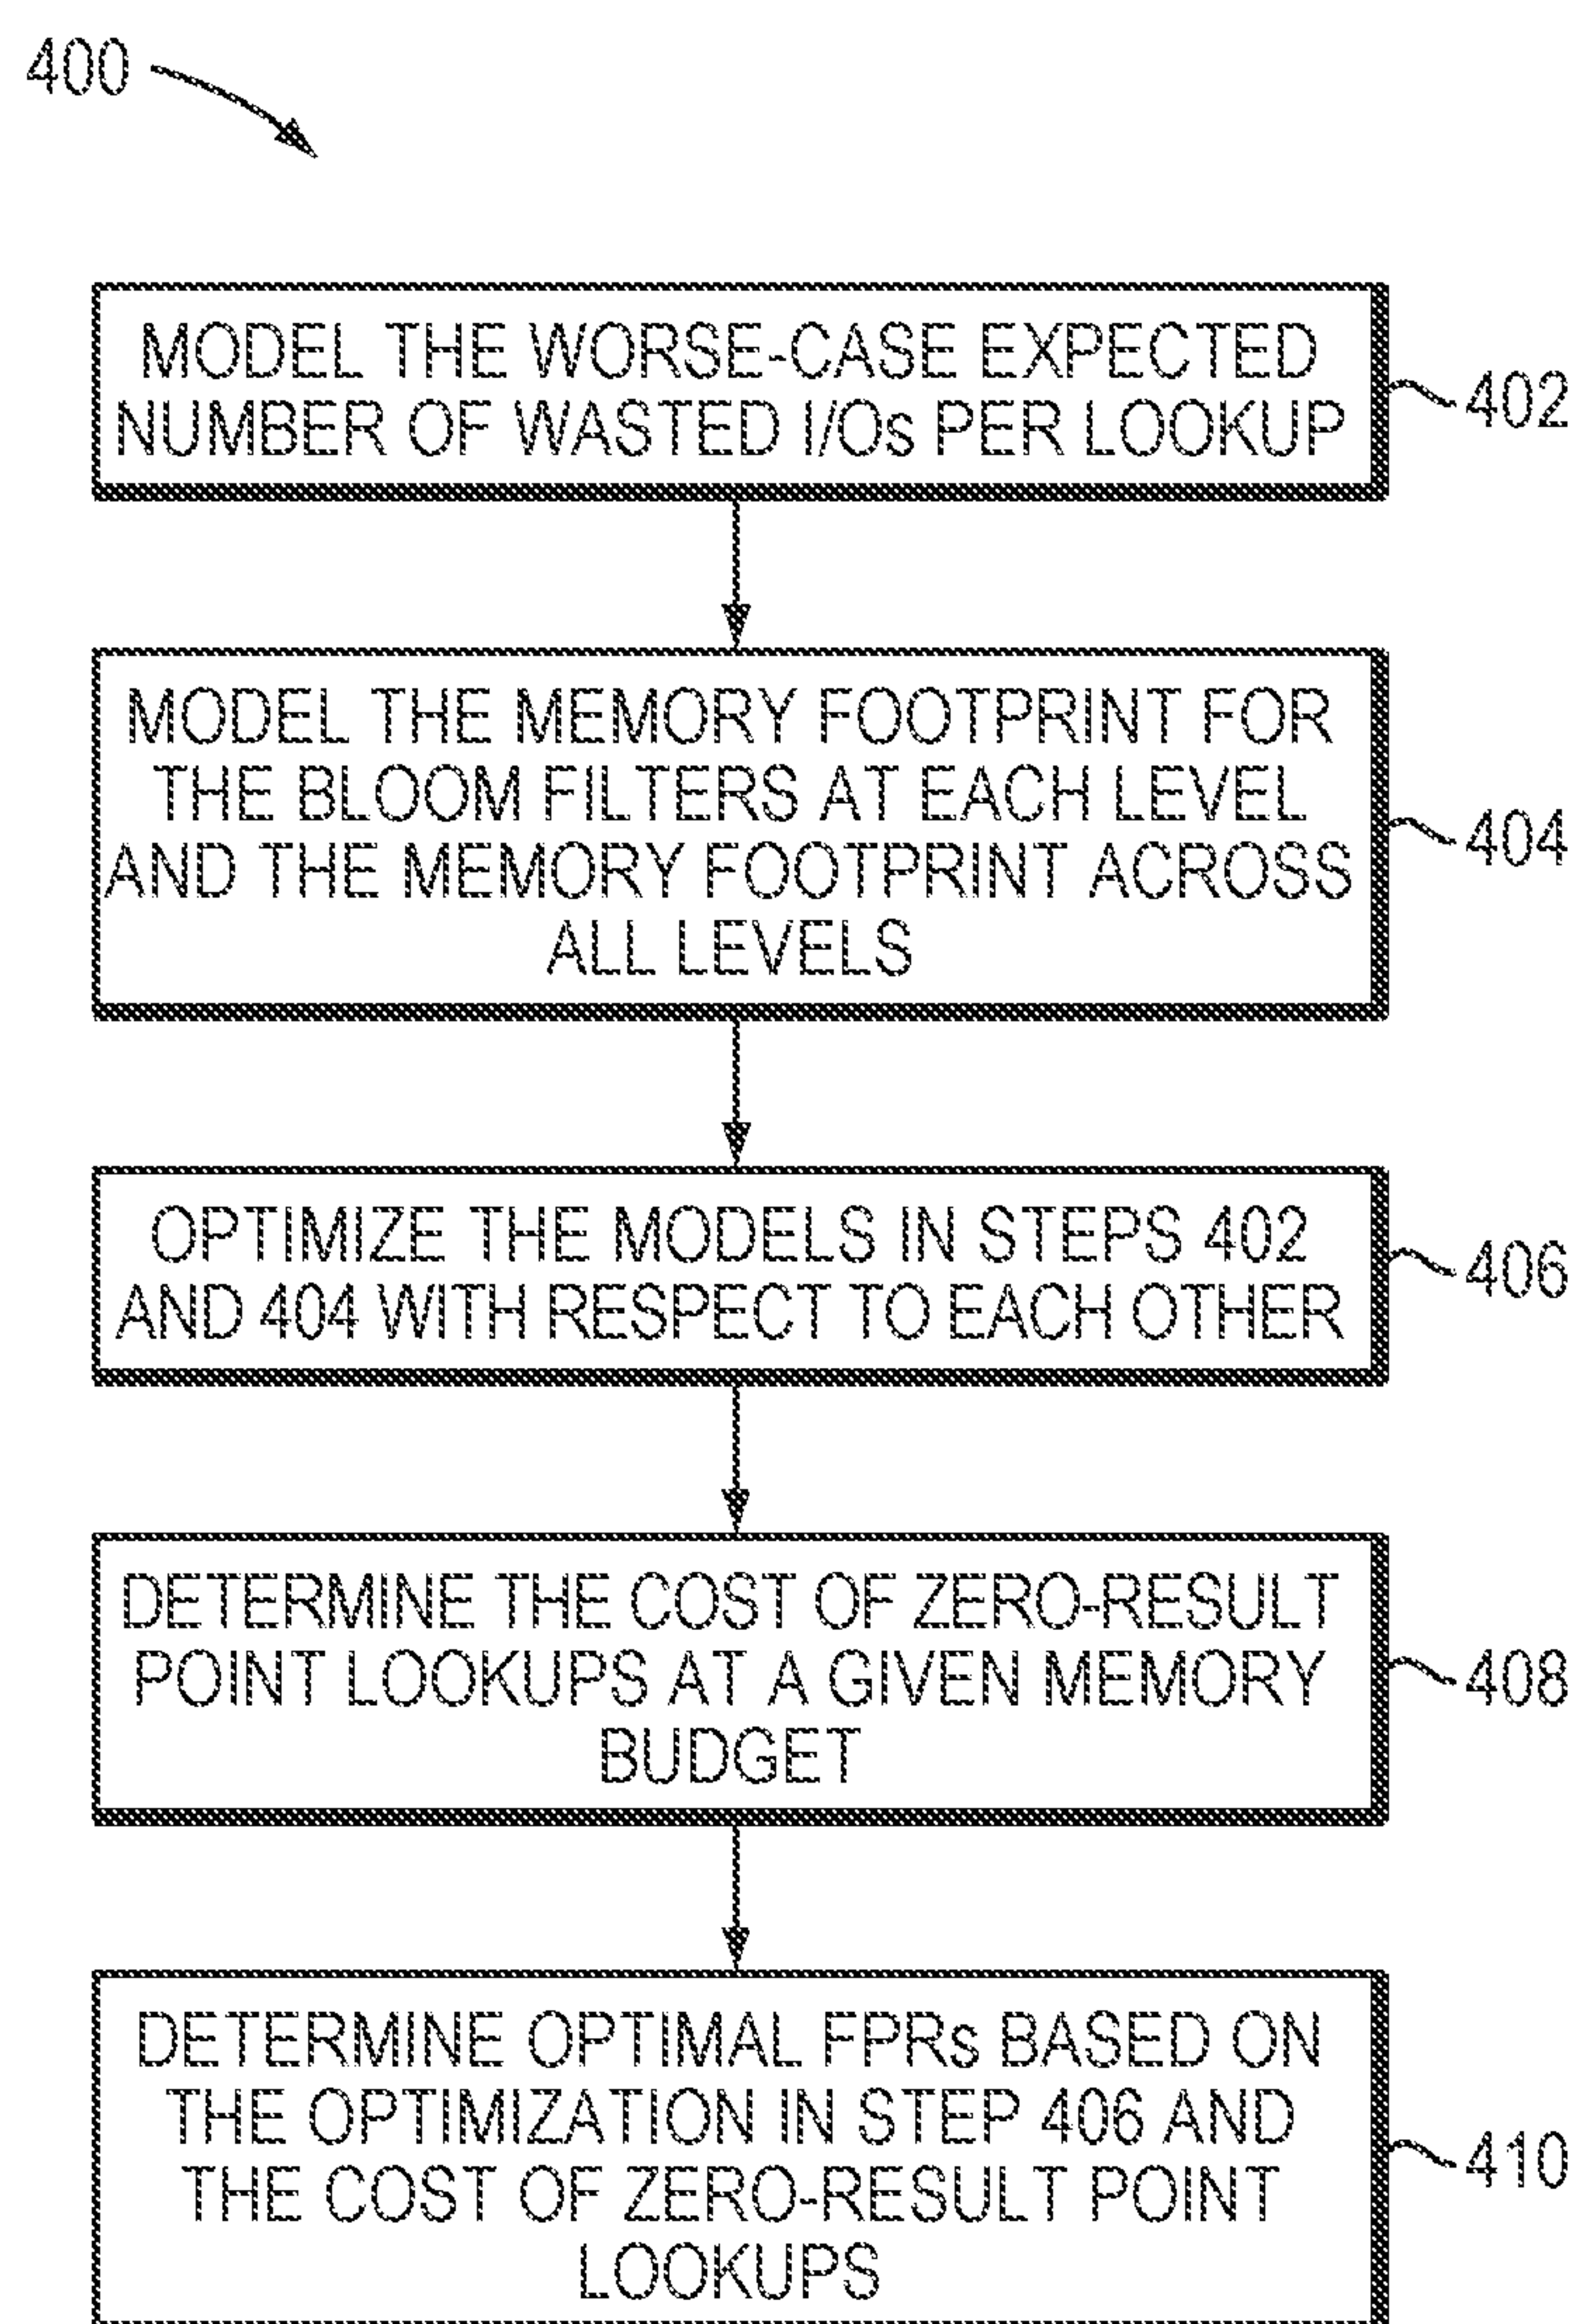 400
MODEL THE WORSE-CASE EXPECTED
NUMBER OF WASTED I/Os PER LOOKUP
402
MODEL THE MEMORY FOOTPRINT FOR
THE BLOOM FILTERS AT EACH LEVEL
AND THE MEMORY FOOTPRINT ACROSS
ALL LEVELS
404
OPTIMIZE THE MODELS IN STEPS 402
AND 404 WITH RESPECT TO EACH OTHER
406
DETERMINE THE COST OF ZERO-RESULT
POINT LOOKUPS AT A GIVEN MEMORY
BUDGET
408
DETERMINE OPTIMAL FPRs BASED ON
THE OPTIMIZATION IN STEP 406 AND
THE COST OF ZERO-RESULT POINT
LOOKUPS
410